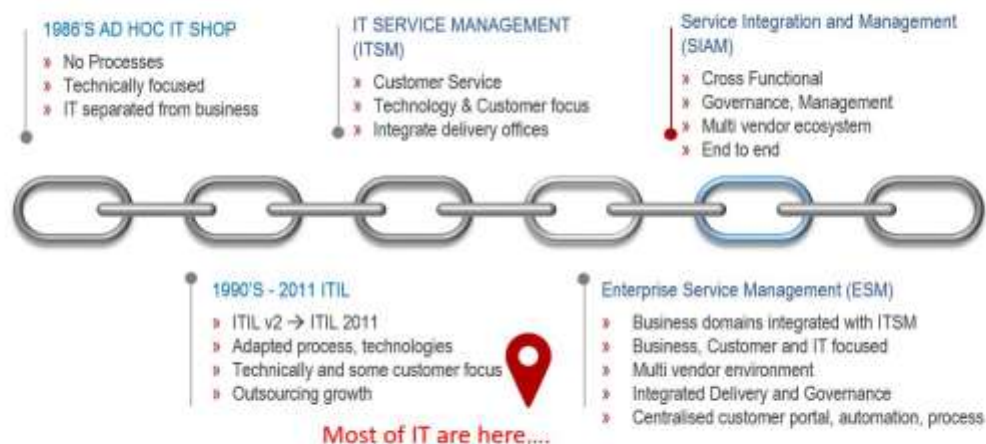 1986'S AD HOC IT SHOP
» No Processes
» Technically focused
» IT separated from business
IT SERVICE MANAGEMENT
(ITSM)
» Customer Service
» Technology & Customer focus
» Integrate delivery offices
Service Integration and Management
(SIAM)
» Cross Functional
» Governance, Management
» Multi vendor ecosystem
» End to end
1990'S - 2011 ITIL
» ITIL v2 → ITIL 2011
» Adapted process, technologies
» Technically and some customer focus
» Outsourcing growth
Most of IT are here....
Enterprise Service Management (ESM)
» Business domains integrated with ITSM
» Business, Customer and IT focused
» Multi vendor environment
» Integrated Delivery and Governance
» Centralised customer portal, automation, process